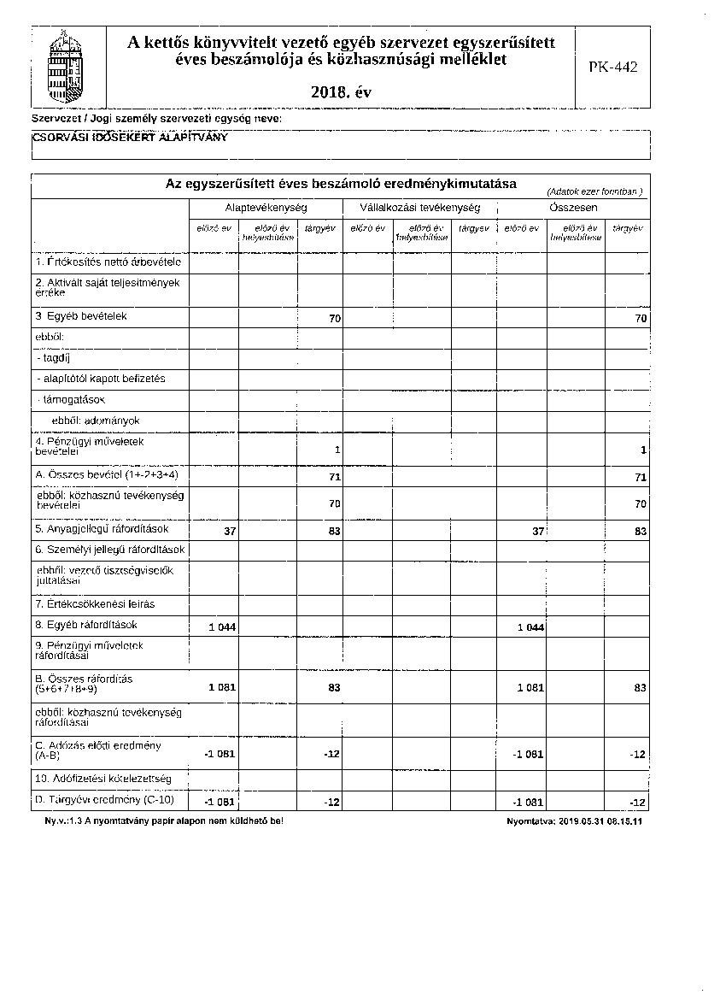 A kettős könyvvitelt vezető egyéb szervezet egyszerűsített
éves beszámolója és közhasznúsági melléklet
2018. év
PK-442
Szervezet / Jogi személy szervezeti egység neve:
CSORVÁSI IDŐSEKÉRT ALAPÍTVÁNY
Az egyszerűsített éves beszámoló eredménykimutatása
(Adatok ezer forintban )
Alaptevékenység Vállalkozási tevékenység Összesen
előző év előző év helyesbítése tárgyév előző év előző év helyesbítése tárgyév előző év előző év helyesbítése tárgyév
1. Értékesítés nettó árbevétele
2. Aktivált saját teljesítmények
értéke
3. Egyéb bevételek 70 70
ebből:
- tagdíj
- alapítótól kapott befizetés
- támogatások
ebből: adományok
4. Pénzügyi műveletek
bevételei 1 1
A. Összes bevétel (1+-2+3+4) 71 71
ebből: közhasznú tevékenység
bevételei 70 70
5. Anyagjellegű ráfordítások 37 83 37 83
6. Személyi jellegű ráfordítások
ebből: vezető tisztségviselők
juttatásai
7. Értékcsökkenési leírás
8. Egyéb ráfordítások 1 044 1 044
9. Pénzügyi műveletek
ráfordításai
B. Összes ráfordítás
(5+6+7+8+9) 1 081 83 1 081 83
ebből: közhasznú tevékenység
ráfordításai
C. Adózás előtti eredmény
(A-B) -1 081 -12 -1 081 -12
10. Adófizetési kötelezettség
D. Tárgyévi eredmény (C-10) -1 081 -12 -1 081 -12
Ny.v.:1.3 A nyomtatvány papír alapon nem küldhető be! Nyomtatva: 2019.05.31 08.15.11